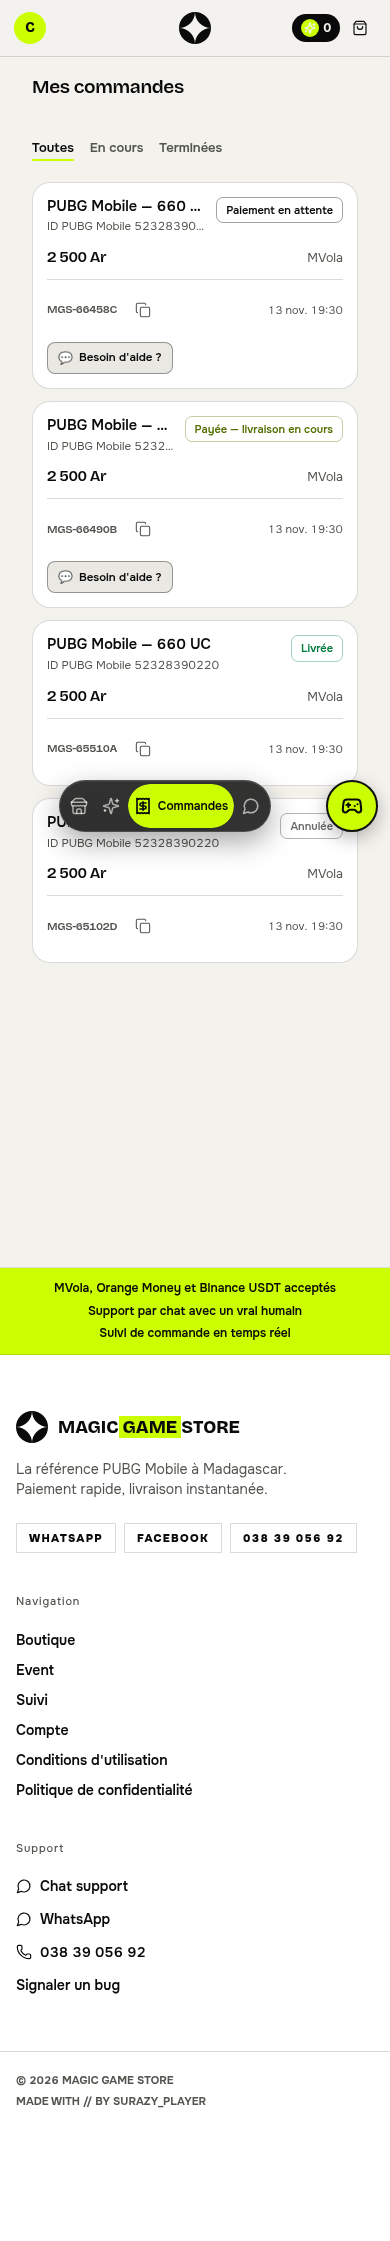 C
0
Mes commandes
Toutes En cours Terminées
PUBG Mobile — 660 ...
Paiement en attente
ID PUBG Mobile 52328390...
2 500 Ar MVola
MGS-66458C 13 nov. 19:30
💬 Besoin d'aide ?
PUBG Mobile — ...
Payée — livraison en cours
ID PUBG Mobile 5232...
2 500 Ar MVola
MGS-66490B 13 nov. 19:30
💬 Besoin d'aide ?
PUBG Mobile — 660 UC
Livrée
ID PUBG Mobile 52328390220
2 500 Ar MVola
MGS-65510A 13 nov. 19:30
Commandes
Annulée
ID PUBG Mobile 52328390220
2 500 Ar MVola
MGS-65102D 13 nov. 19:30
MVola, Orange Money et Binance USDT acceptés
Support par chat avec un vrai humain
Suivi de commande en temps réel
MAGIC GAME STORE
La référence PUBG Mobile à Madagascar.
Paiement rapide, livraison instantanée.
WHATSAPP FACEBOOK 038 39 056 92
Navigation
Boutique
Event
Suivi
Compte
Conditions d'utilisation
Politique de confidentialité
Support
Chat support
WhatsApp
038 39 056 92
Signaler un bug
© 2026 MAGIC GAME STORE
MADE WITH // BY SURAZY_PLAYER